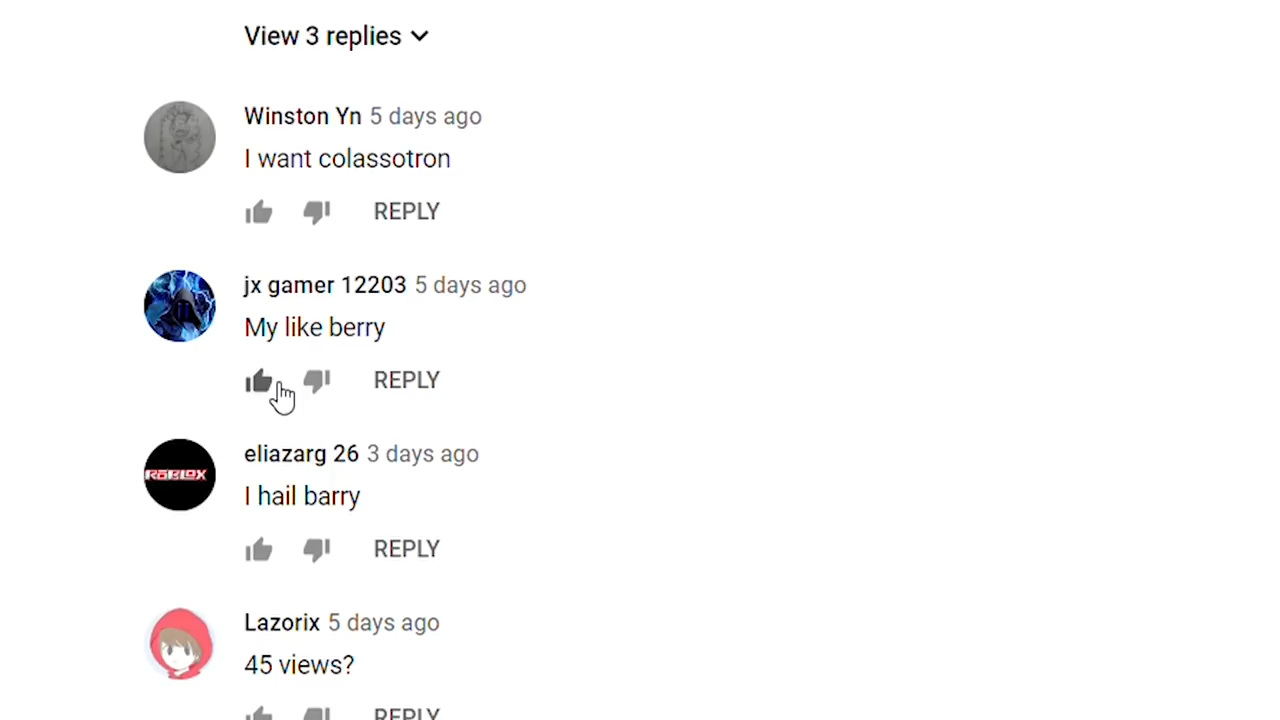 View 3 replies
Winston Yn 5 days ago
I want colassotron
REPLY
jx gamer 12203 5 days ago
My like berry
REPLY
eliazarg 26 3 days ago
ROBLOX
I hail barry
REPLY
Lazorix 5 days ago
45 views?
REPLY